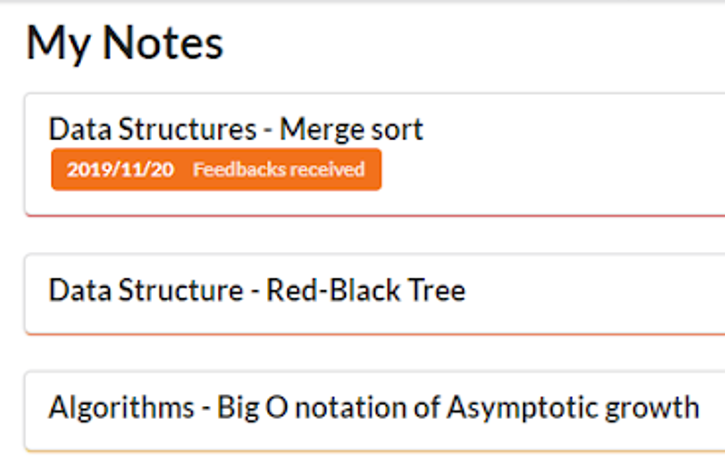 My Notes
Data Structures - Merge sort
2019/11/20 Feedbacks received
Data Structure - Red-Black Tree
Algorithms - Big O notation of Asymptotic growth